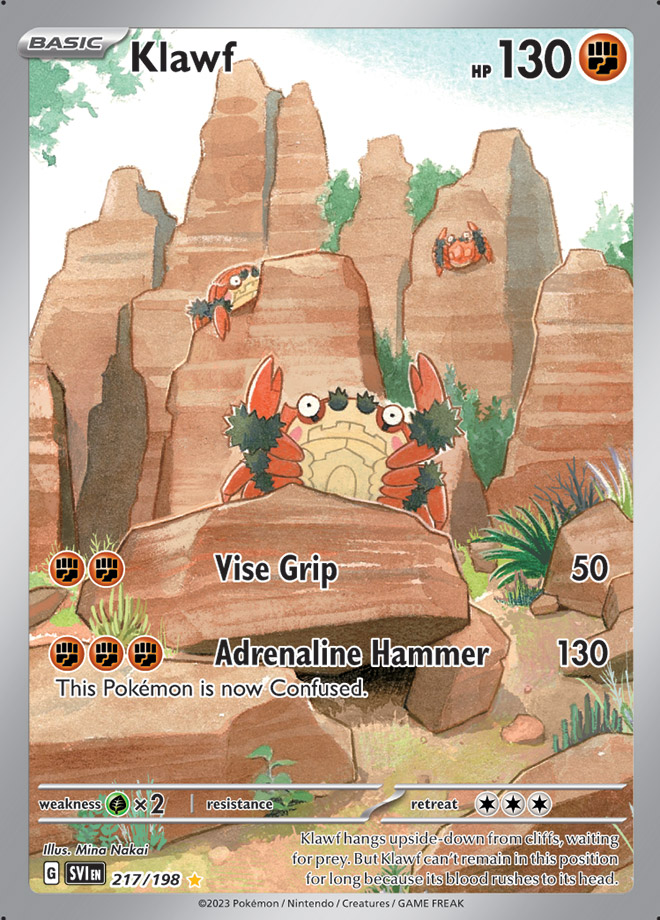 BASIC Klawf HP 130
Vise Grip 50
Adrenaline Hammer 130
This Pokémon is now Confused.
weakness ×2 resistance retreat
Illus. Mina Nakai
Klawf hangs upside-down from cliffs, waiting
for prey. But Klawf can't remain in this position
for long because its blood rushes to its head.
G SVI EN 217/198
©2023 Pokémon / Nintendo / Creatures / GAME FREAK